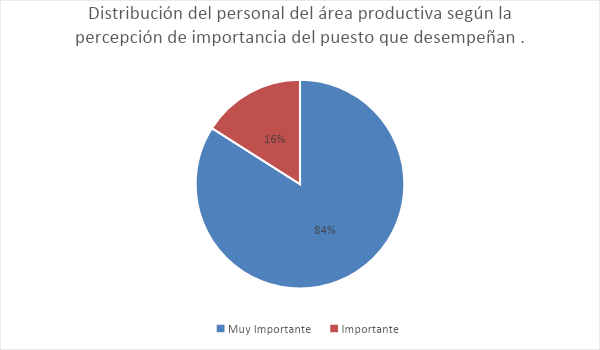 Distribución del personal del área productiva según la
percepción de importancia del puesto que desempeñan .
16%
84%
Muy Importante
Importante